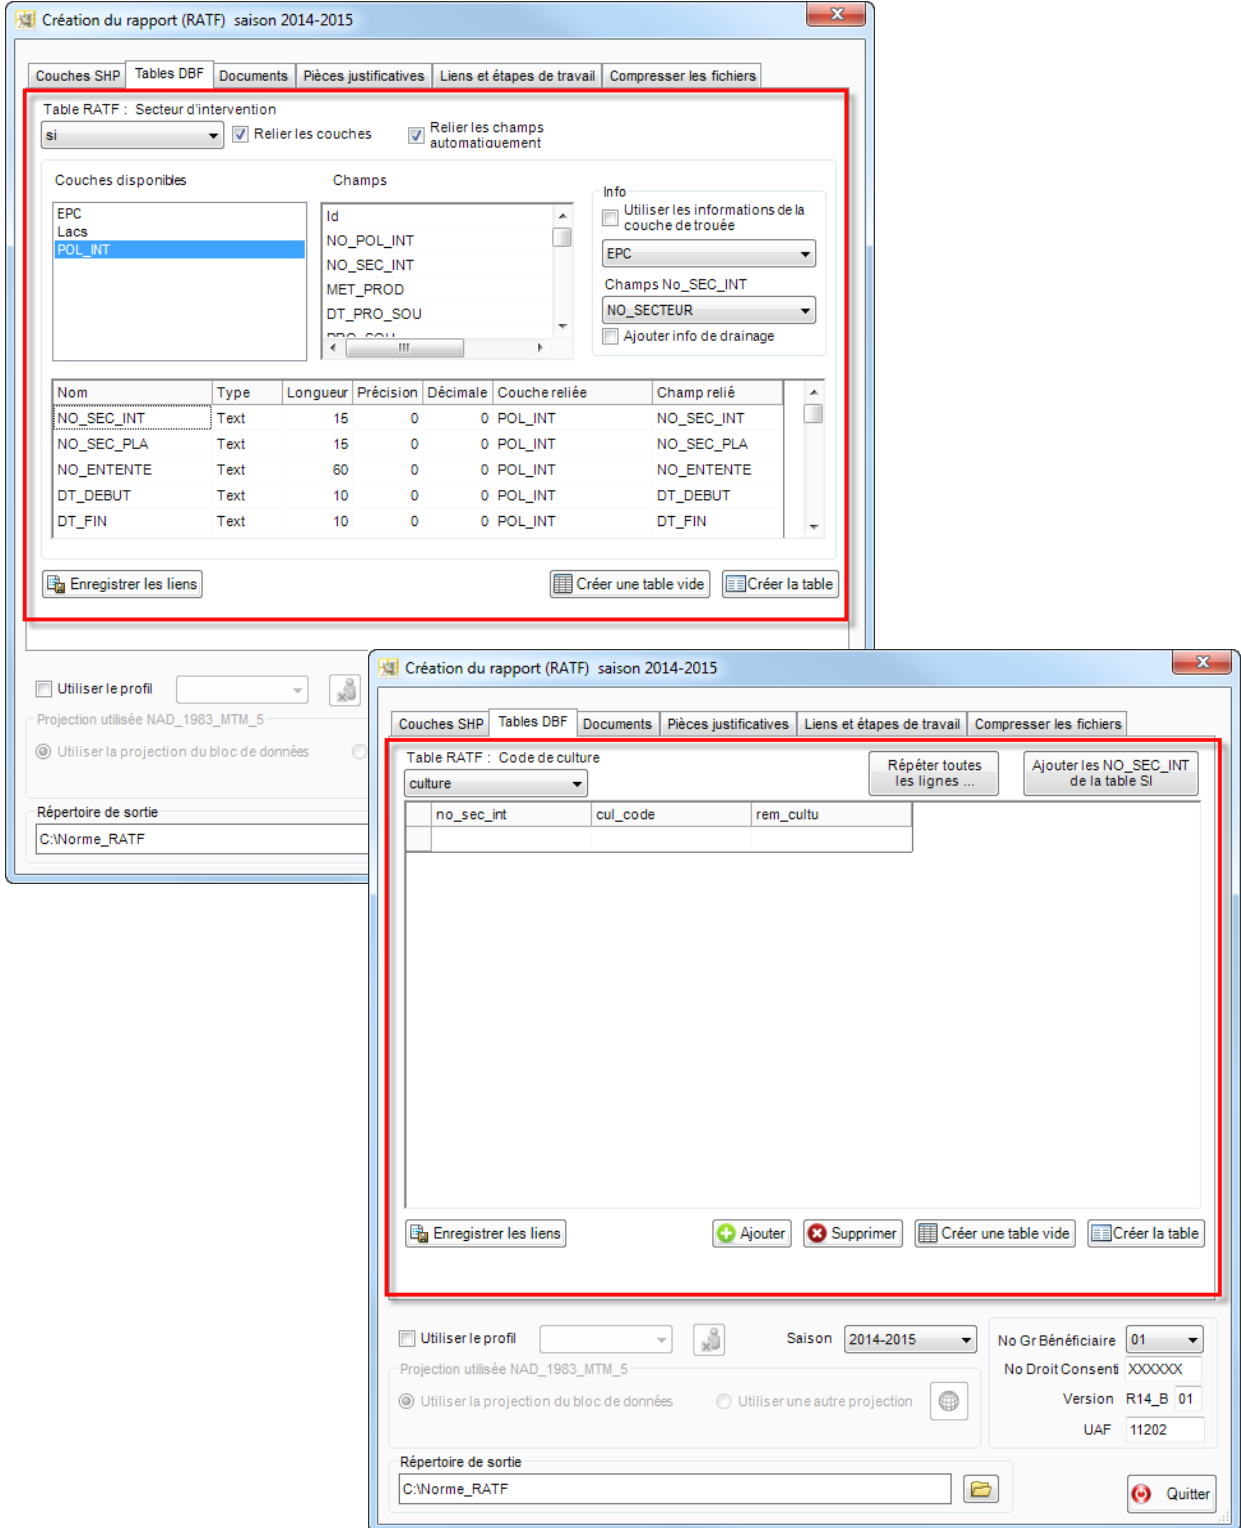 Création du rapport (RATF) saison 2014-2015
Couches SHP Tables DBF Documents Pièces justificatives Liens et étapes de travail Compresser les fichiers
Table RATF : Secteur d'intervention
si Relier les couches Relier les champs
automatiquement
Couches disponibles Champs
EPC
Lacs
POL_INT
Id
NO_POL_INT
NO_SEC_INT
MET_PROD
DT_PRO_SOU
PRO_SOU
Info
Utiliser les informations de la
couche de trouée
EPC
Champs No_SEC_INT
NO_SECTEUR
Ajouter info de drainage
Nom Type Longueur Précision Décimale Couche reliée Champ relié
NO_SEC_INT Text 15 0 0 POL_INT NO_SEC_INT
NO_SEC_PLA Text 15 0 0 POL_INT NO_SEC_PLA
NO_ENTENTE Text 60 0 0 POL_INT NO_ENTENTE
DT_DEBUT Text 10 0 0 POL_INT DT_DEBUT
DT_FIN Text 10 0 0 POL_INT DT_FIN
Enregistrer les liens Créer une table vide Créer la table
Utiliser le profil
Projection utilisée NAD_1983_MTM_5
Utiliser la projection du bloc de données
Répertoire de sortie
C:\Norme_RATF
Création du rapport (RATF) saison 2014-2015
Couches SHP Tables DBF Documents Pièces justificatives Liens et étapes de travail Compresser les fichiers
Table RATF : Code de culture
culture
Répéter toutes
les lignes ...
Ajouter les NO_SEC_INT
de la table SI
no_sec_int cul_code rem_cultu
Enregistrer les liens Ajouter Supprimer Créer une table vide Créer la table
Utiliser le profil Saison 2014-2015
Projection utilisée NAD_1983_MTM_5
Utiliser la projection du bloc de données Utiliser une autre projection
No Gr Bénéficiaire 01
No Droit Consenti XXXXXX
Version R14_B 01
UAF 11202
Répertoire de sortie
C:\Norme_RATF
Quitter